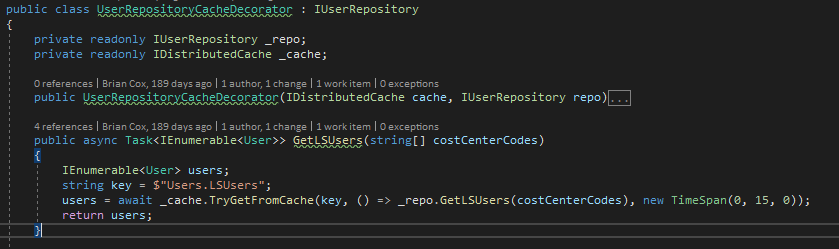 public class UserRepositoryCacheDecorator : IUserRepository
{
private readonly IUserRepository _repo;
private readonly IDistributedCache _cache;
0 references | Brian Cox, 189 days ago | 1 author, 1 change | 1 work item | 0 exceptions
public UserRepositoryCacheDecorator(IDistributedCache cache, IUserRepository repo)...
4 references | Brian Cox, 189 days ago | 1 author, 1 change | 1 work item | 0 exceptions
public async Task<IEnumerable<User>> GetLSUsers(string[] costCenterCodes)
{
IEnumerable<User> users;
string key = $"Users.LSUsers";
users = await _cache.TryGetFromCache(key, () => _repo.GetLSUsers(costCenterCodes), new TimeSpan(0, 15, 0));
return users;
}